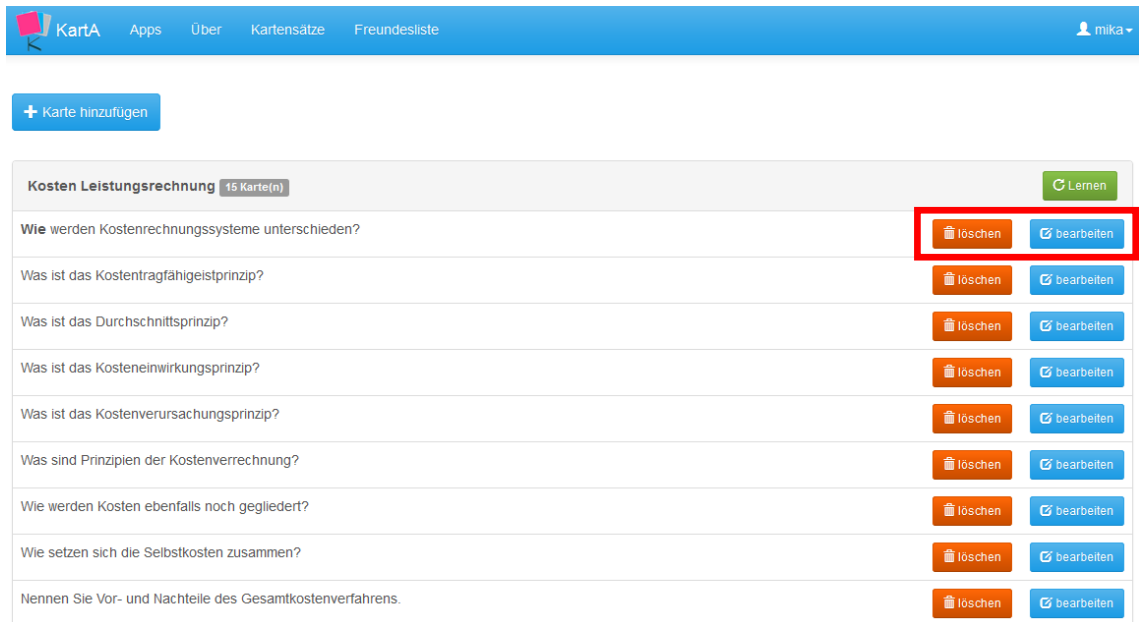 KartA Apps Über Kartensätze Freundesliste mika
Karte hinzufügen
Kosten Leistungsrechnung 15 Karte(n) Lernen
Wie werden Kostenrechnungssysteme unterschieden? löschen bearbeiten
Was ist das Kostentragfähigeistprinzip? löschen bearbeiten
Was ist das Durchschnittsprinzip? löschen bearbeiten
Was ist das Kosteneinwirkungsprinzip? löschen bearbeiten
Was ist das Kostenverursachungsprinzip? löschen bearbeiten
Was sind Prinzipien der Kostenverrechnung? löschen bearbeiten
Wie werden Kosten ebenfalls noch gegliedert? löschen bearbeiten
Wie setzen sich die Selbstkosten zusammen? löschen bearbeiten
Nennen Sie Vor- und Nachteile des Gesamtkostenverfahrens. löschen bearbeiten